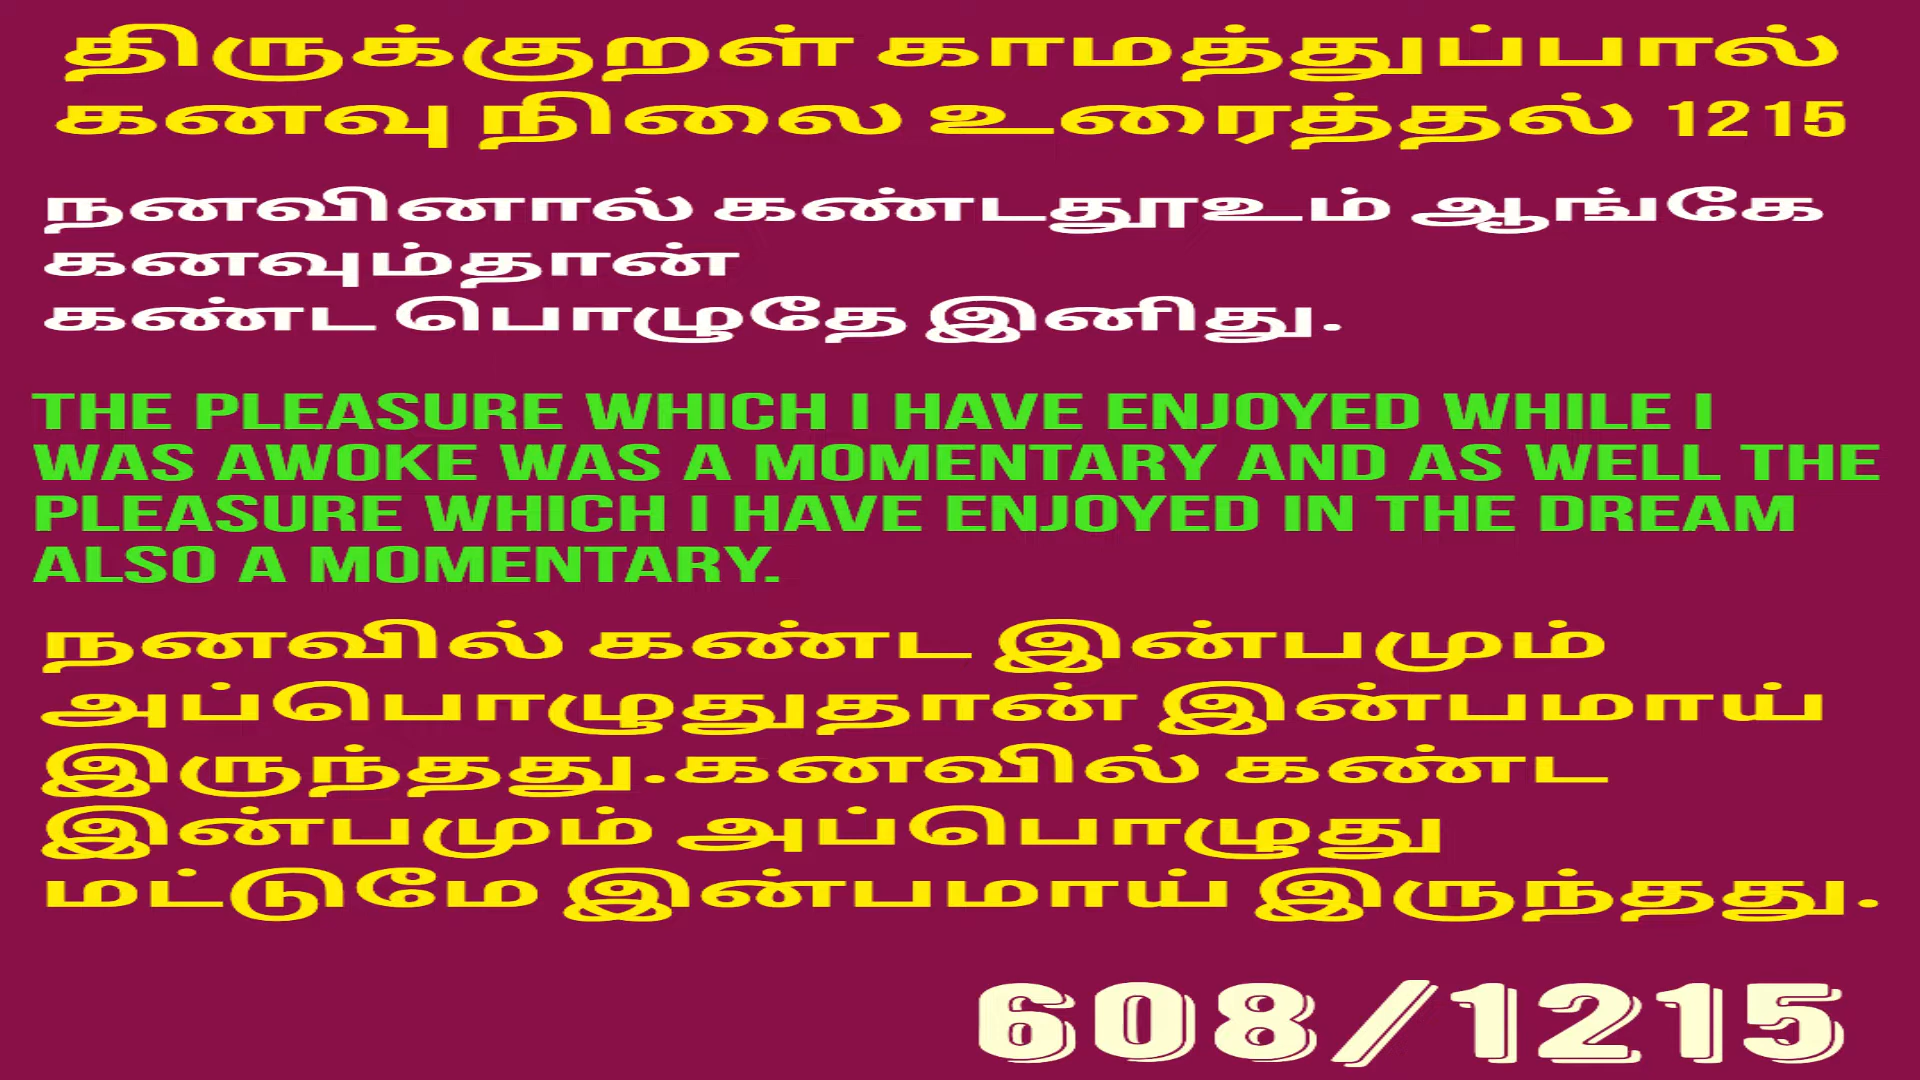 திருக்குறள் காமத்துப்பால்
கனவு நிலை உரைத்தல் 1215
நனவினால் கண்டதூஉம் ஆங்கே
கனவும்தான்
கண்ட பொழுதே இனிது.
THE PLEASURE WHICH I HAVE ENJOYED WHILE I
WAS AWOKE WAS A MOMENTARY AND AS WELL THE
PLEASURE WHICH I HAVE ENJOYED IN THE DREAM
ALSO A MOMENTARY.
நனவில் கண்ட இன்பமும்
அப்பொழுதுதான் இன்பமாய்
இருந்தது.கனவில் கண்ட
இன்பமும் அப்பொழுது
மட்டுமே இன்பமாய் இருந்தது.
608/1215